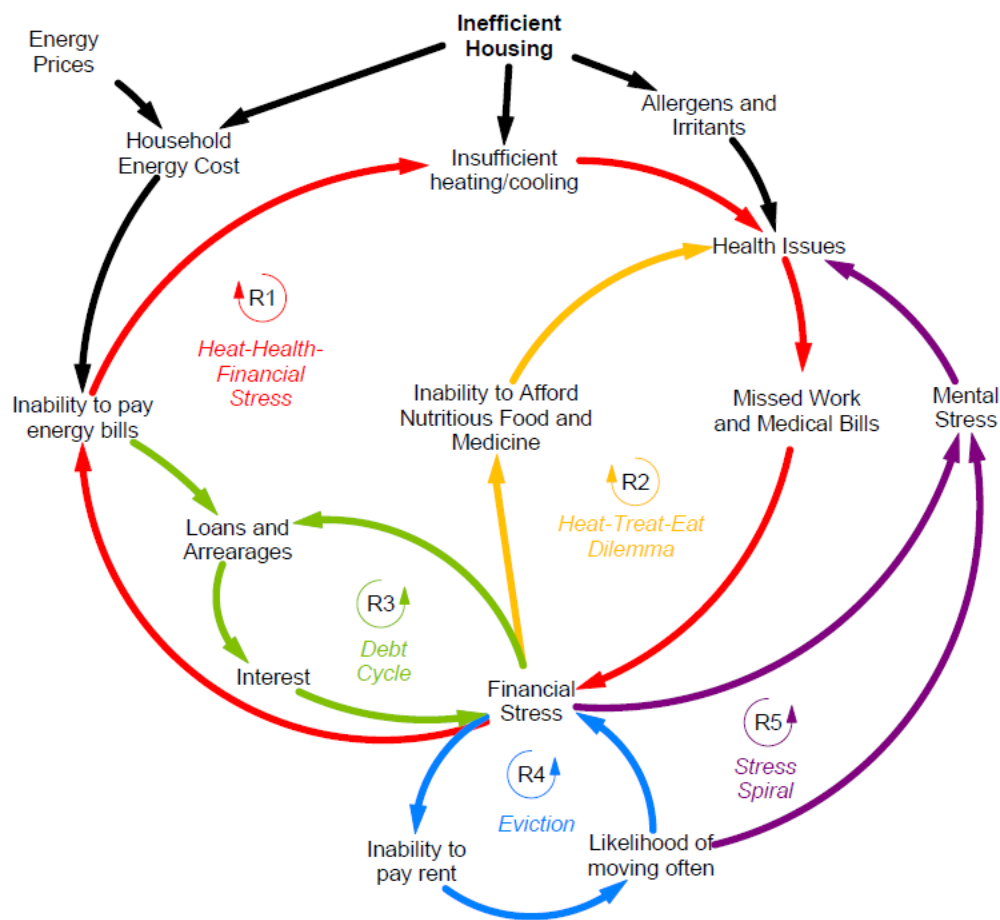 Inefficient
Housing
Energy
Prices
Allergens and
Irritants
Household
Energy Cost
Insufficient
heating/cooling
Health Issues
R1
Heat-Health-
Financial
Stress
Inability to pay
energy bills
Inability to Afford
Nutritious Food and
Medicine
Missed Work
and Medical Bills
Mental
Stress
R2
Heat-Treat-Eat
Dilemma
Loans and
Arrearages
R3
Debt
Cycle
Interest
Financial
Stress
R5
Stress
Spiral
R4
Eviction
Inability to
pay rent
Likelihood of
moving often